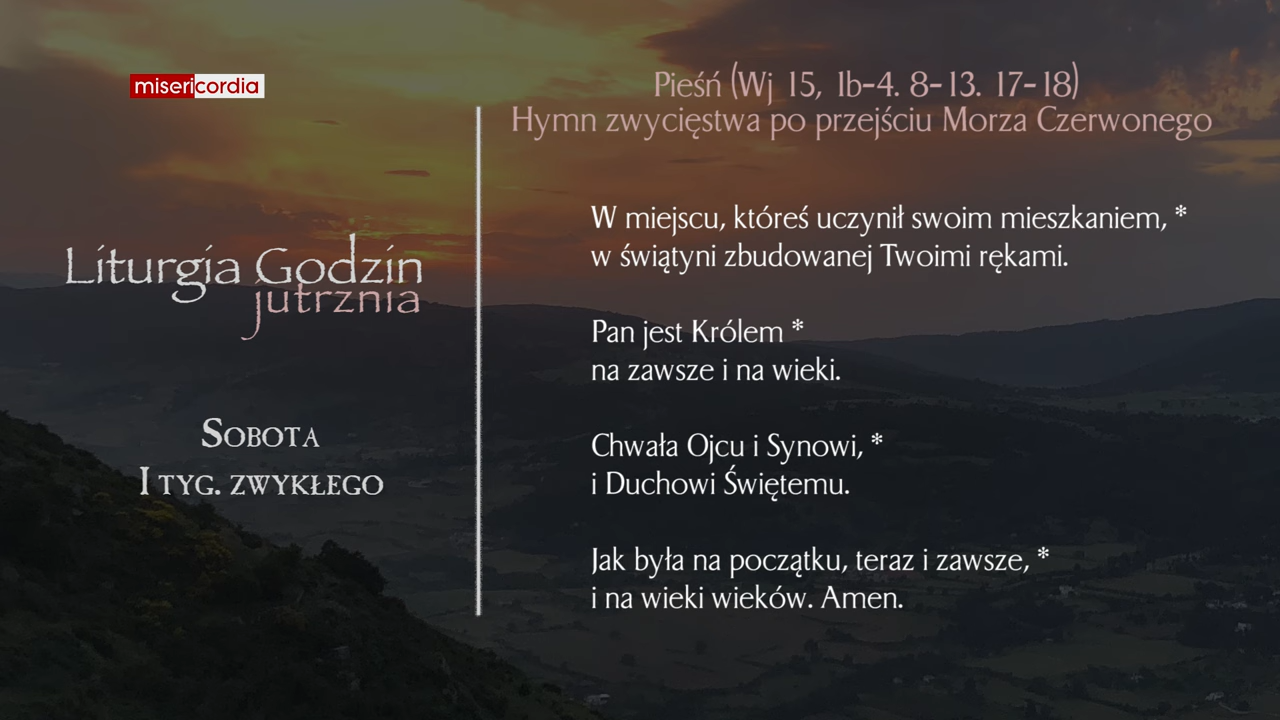 misericordia
Liturgia Godzin
jutrznia
Sobota
I tyg. zwykłego
Pieśń (Wj 15, 1b-4. 8-13. 17-18)
Hymn zwycięstwa po przejściu Morza Czerwonego
W miejscu, któreś uczynił swoim mieszkaniem, *
w świątyni zbudowanej Twoimi rękami.
Pan jest Królem *
na zawsze i na wieki.
Chwała Ojcu i Synowi, *
i Duchowi Świętemu.
Jak była na początku, teraz i zawsze, *
i na wieki wieków. Amen.